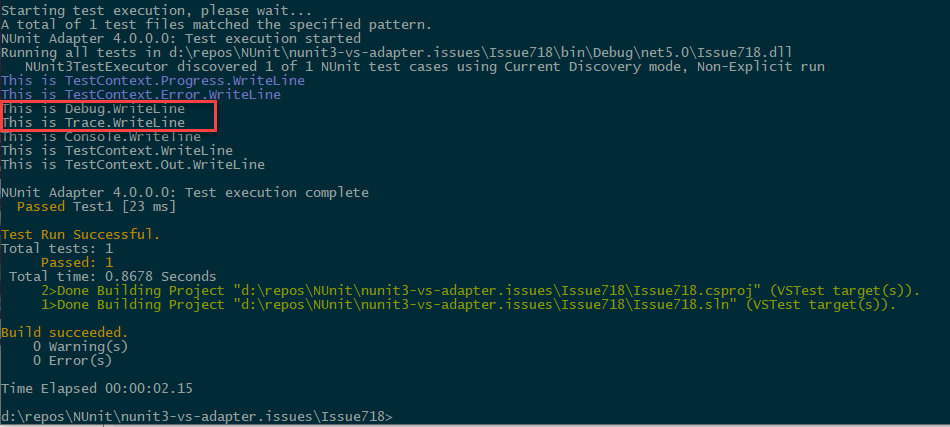 Starting test execution, please wait...
A total of 1 test files matched the specified pattern.
NUnit Adapter 4.0.0.0: Test execution started
Running all tests in d:\repos\NUnit\nunit3-vs-adapter.issues\Issue718\bin\Debug\net5.0\Issue718.dll
NUnit3TestExecutor discovered 1 of 1 NUnit test cases using Current Discovery mode, Non-Explicit run
This is TestContext.Progress.WriteLine
This is TestContext.Error.WriteLine
This is Debug.WriteLine
This is Trace.WriteLine
This is Console.Writeline
This is TestContext.WriteLine
This is TestContext.Out.WriteLine
NUnit Adapter 4.0.0.0: Test execution complete
Passed Test1 [23 ms]
Test Run Successful.
Total tests: 1
Passed: 1
Total time: 0.8678 Seconds
2>Done Building Project "d:\repos\NUnit\nunit3-vs-adapter.issues\Issue718\Issue718.csproj" (VSTest target(s)).
1>Done Building Project "d:\repos\NUnit\nunit3-vs-adapter.issues\Issue718\Issue718.sln" (VSTest target(s)).
Build succeeded.
0 Warning(s)
0 Error(s)
Time Elapsed 00:00:02.15
d:\repos\NUnit\nunit3-vs-adapter.issues\Issue718>